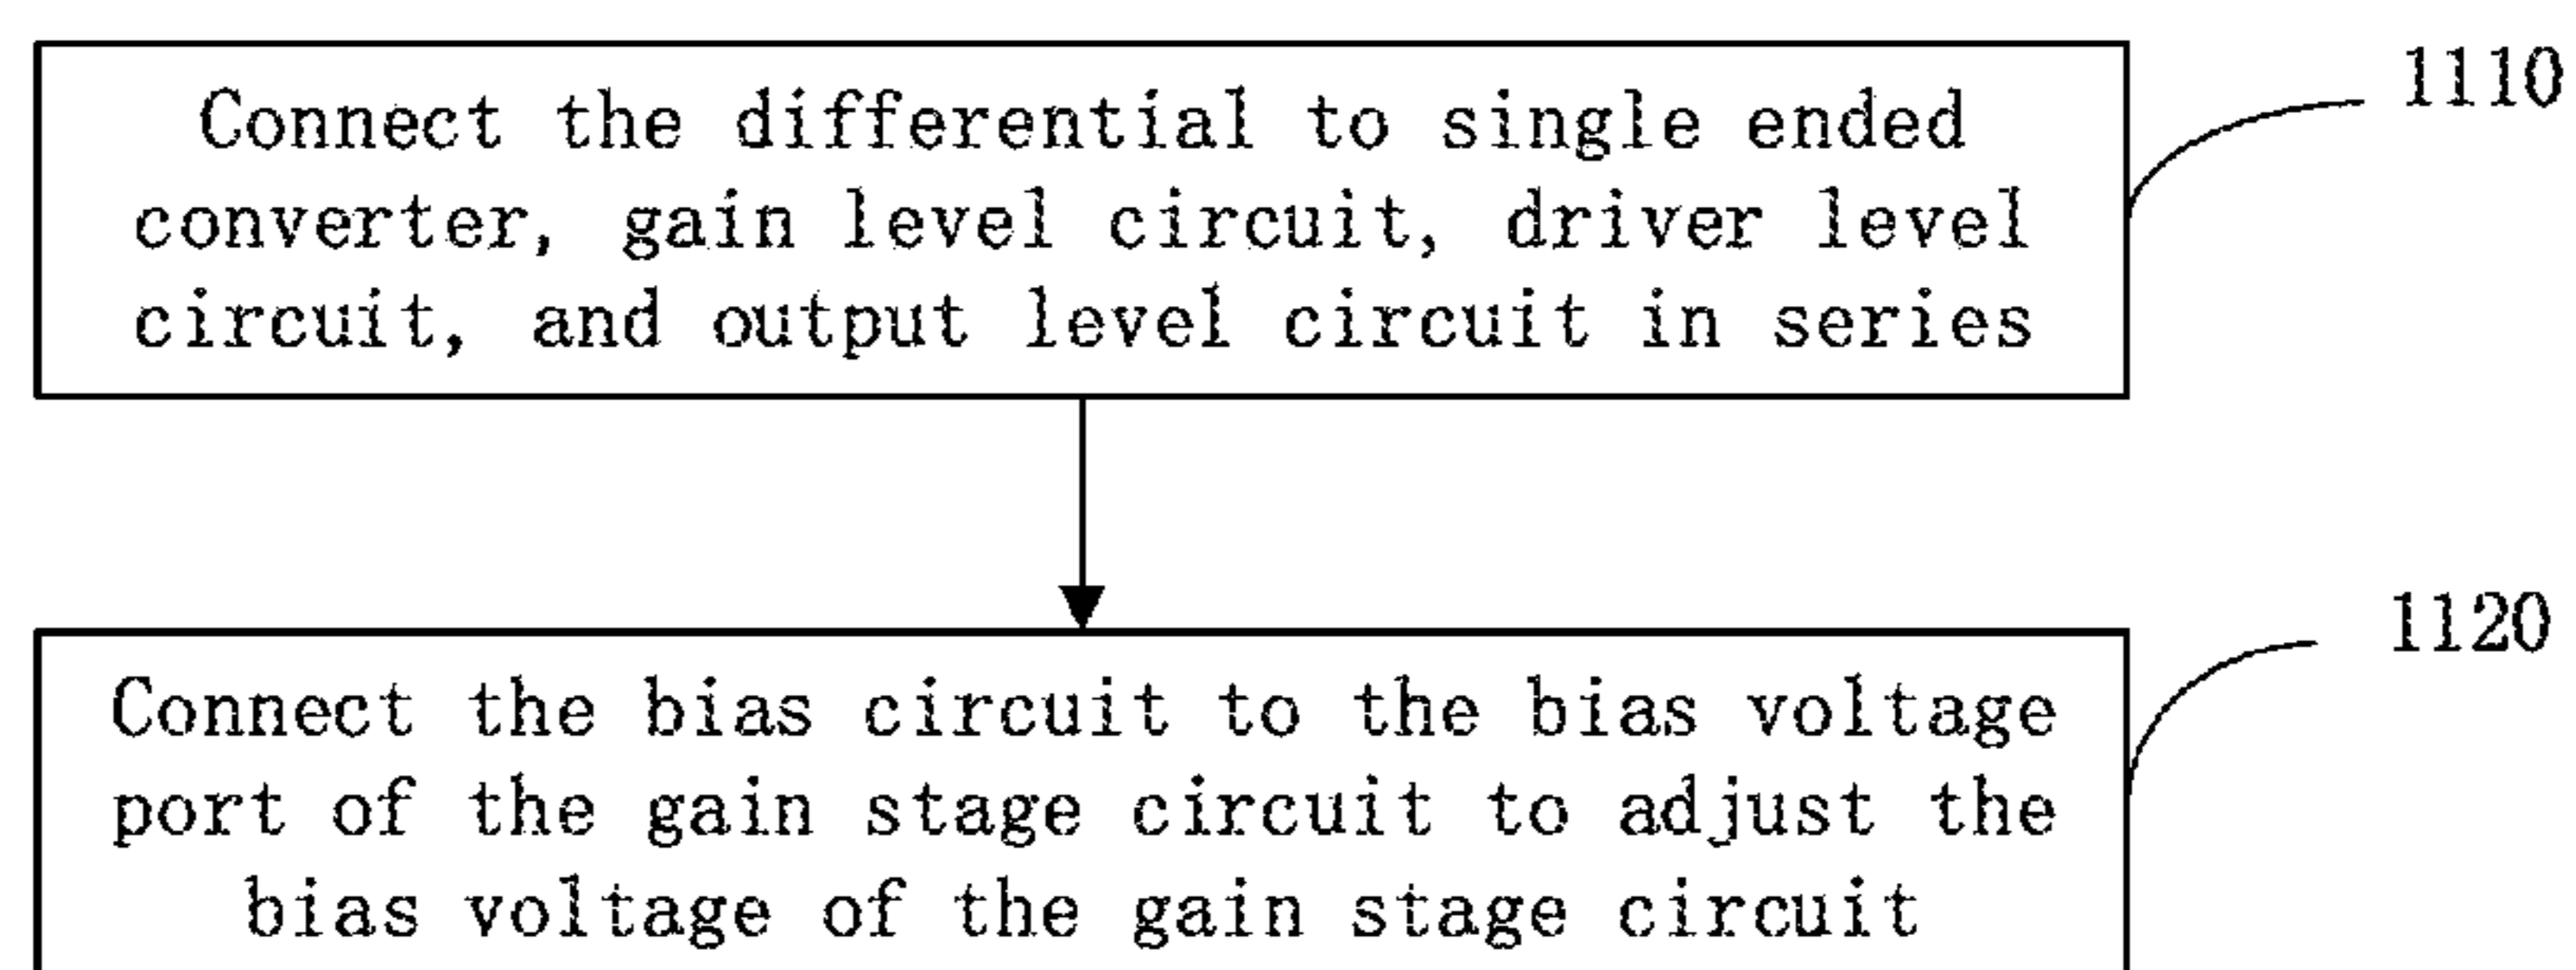 Connect the differential to single ended
converter, gain level circuit, driver level
circuit, and output level circuit in series
1110
Connect the bias circuit to the bias voltage
port of the gain stage circuit to adjust the
bias voltage of the gain stage circuit
1120